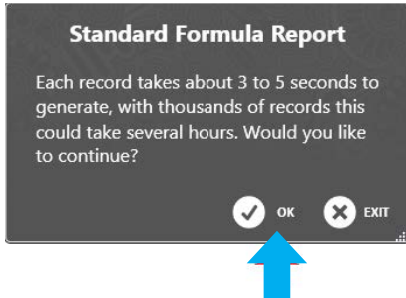 Standard Formula Report
Each record takes about 3 to 5 seconds to
generate, with thousands of records this
could take several hours. Would you like
to continue?
OK EXIT